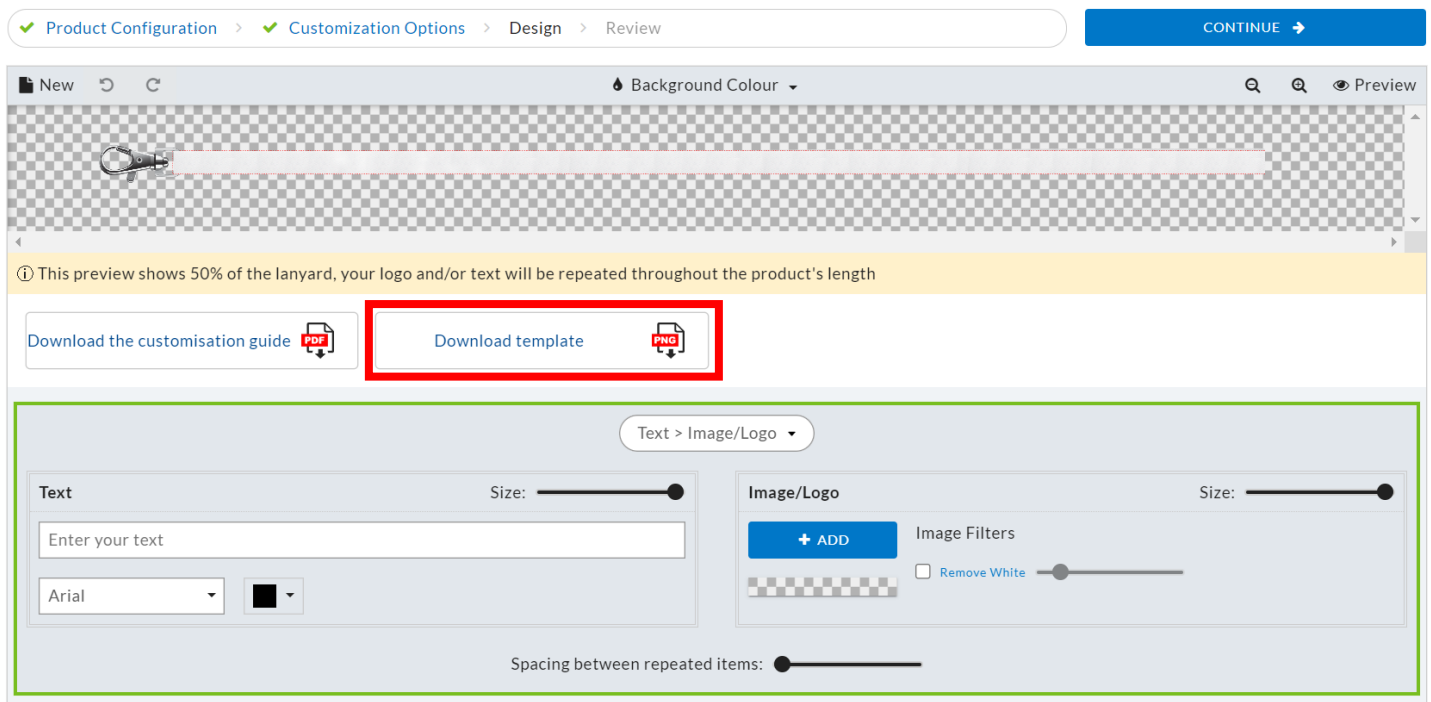 Product Configuration > Customization Options > Design > Review
CONTINUE
New
Background Colour
Preview
This preview shows 50% of the lanyard, your logo and/or text will be repeated throughout the product's length
Download the customisation guide PDF
Download template PNG
Text > Image/Logo
Text Size:
Enter your text
Arial
Image/Logo Size:
+ ADD
Image Filters
Remove White
Spacing between repeated items: